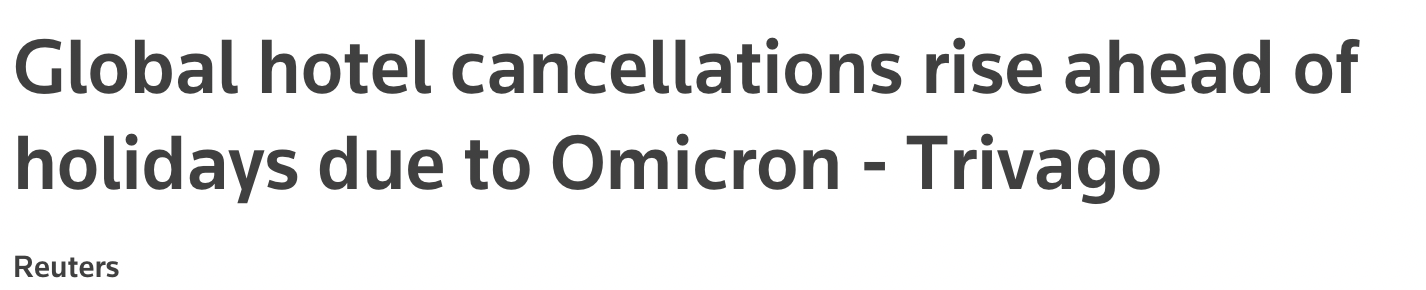 Global hotel cancellations rise ahead of
holidays due to Omicron - Trivago
Reuters